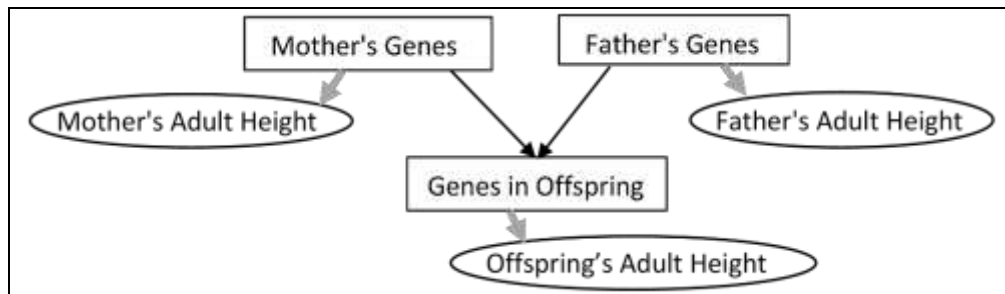 Mother's Genes
Father's Genes
Mother's Adult Height
Father's Adult Height
Genes in Offspring
Offspring’s Adult Height